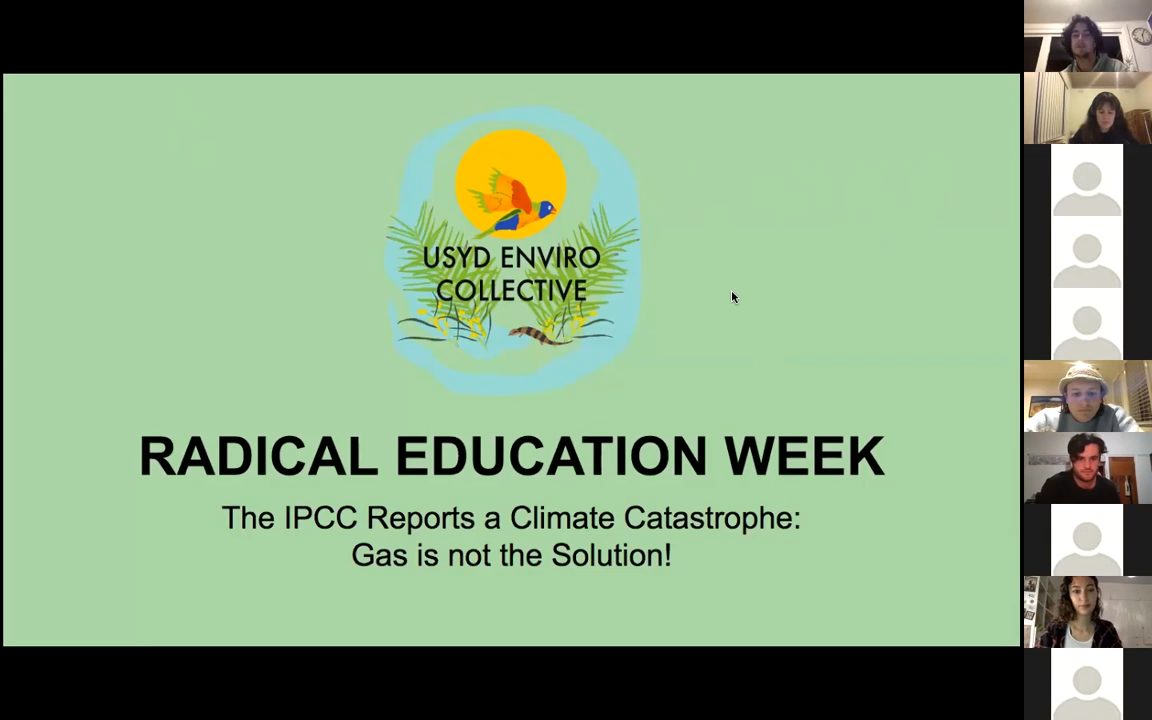 USYD ENVIRO
COLLECTIVE
RADICAL EDUCATION WEEK
The IPCC Reports a Climate Catastrophe:
Gas is not the Solution!